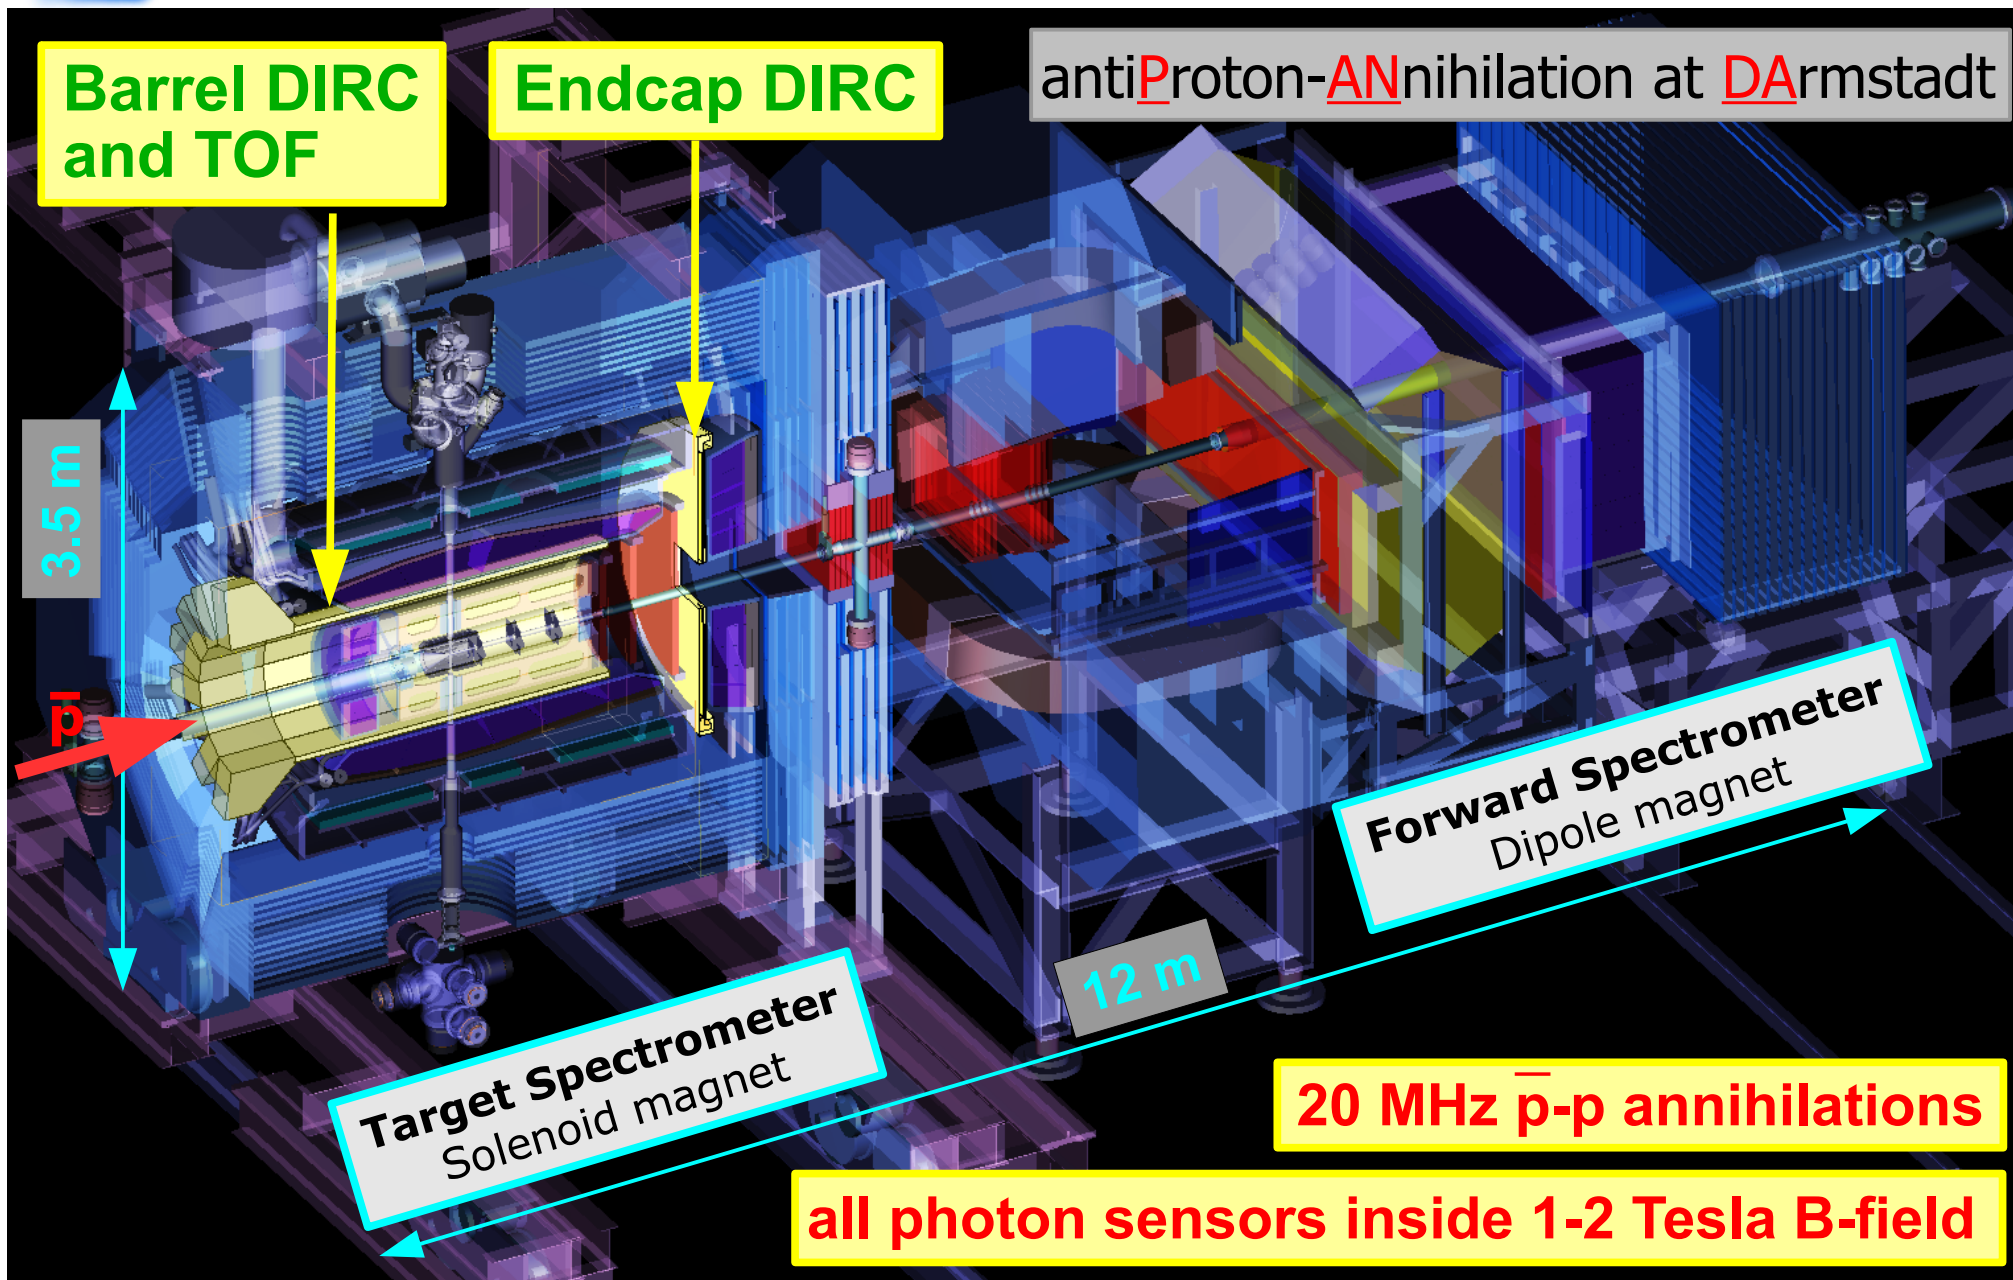 Barrel DIRC
and TOF
Endcap DIRC
antiProton-ANnihilation at DArmstadt
3.5 m
p̅
Forward Spectrometer
Dipole magnet
12 m
Target Spectrometer
Solenoid magnet
20 MHz p̅-p annihilations
all photon sensors inside 1-2 Tesla B-field